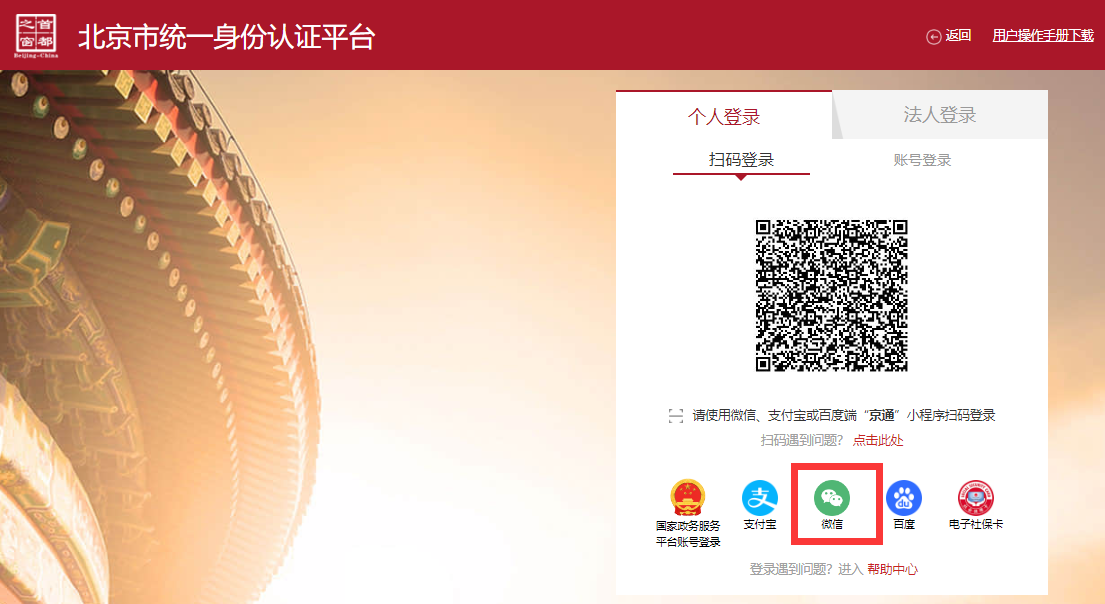 首都之窗
Beijing-China
北京市统一身份认证平台
返回
用户操作手册下载
个人登录
法人登录
扫码登录
账号登录
请使用微信、支付宝或百度端“京通”小程序扫码登录
扫码遇到问题？ 点击此处
国家政务服务
平台账号登录
支付宝
微信
du
百度
电子社保卡
登录遇到问题？进入 帮助中心